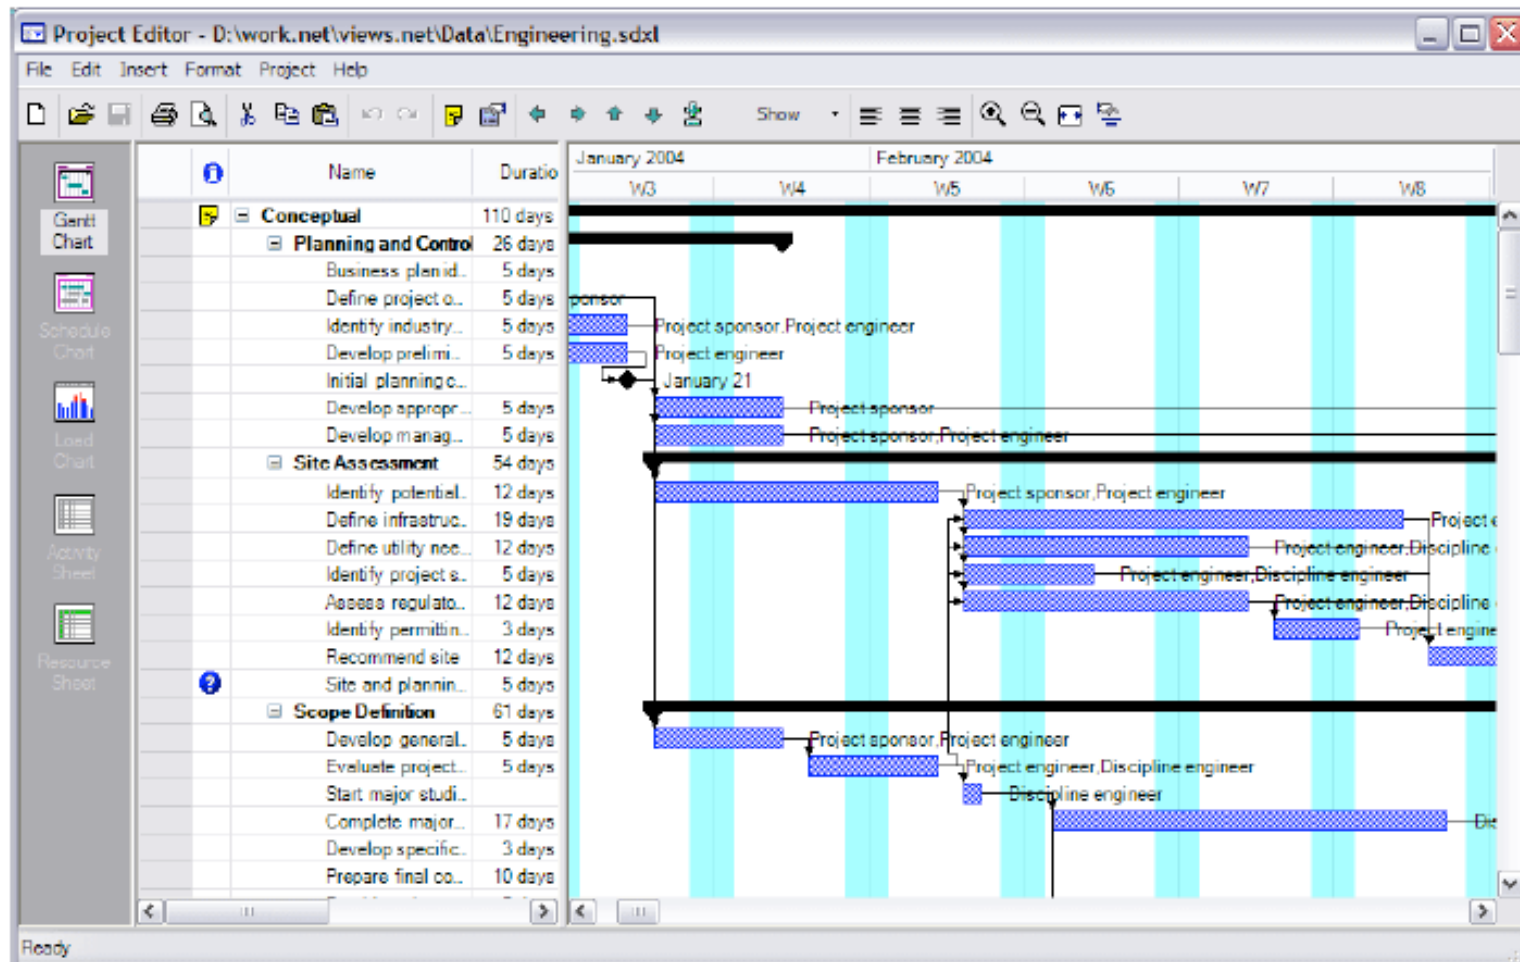 Project Editor - D:\work.net\views.net\Data\Engineering.sdxl
File Edit Insert Format Project Help
Show
Gantt
Chart
Schedule
Chart
Load
Chart
Activity
Sheet
Resource
Sheet
Name Duratio
January 2004 February 2004
W3 W4 W5 W6 W7 W8
Conceptual 110 days
Planning and Control 26 days
Business plan id... 5 days
Define project o... 5 days ponsor
Identify industry... 5 days Project sponsor,Project engineer
Develop prelimi... 5 days Project engineer
Initial planning c... January 21
Develop appropr... 5 days Project sponsor
Develop manag... 5 days Project sponsor,Project engineer
Site Assessment 54 days
Identify potential... 12 days Project sponsor,Project engineer
Define infrastruc... 19 days Project e
Define utility nee... 12 days Project engineer,Discipline e
Identify project s... 5 days Project engineer,Discipline engineer
Assess regulato... 12 days Project engineer,Discipline e
Identify permittin... 3 days Project engine
Recommend site 12 days
Site and plannin... 5 days
Scope Definition 61 days
Develop general... 5 days Project sponsor,Project engineer
Evaluate project... 5 days Project engineer,Discipline engineer
Start major studi... Discipline engineer
Complete major... 17 days Dis
Develop specific... 3 days
Prepare final co... 10 days
Ready